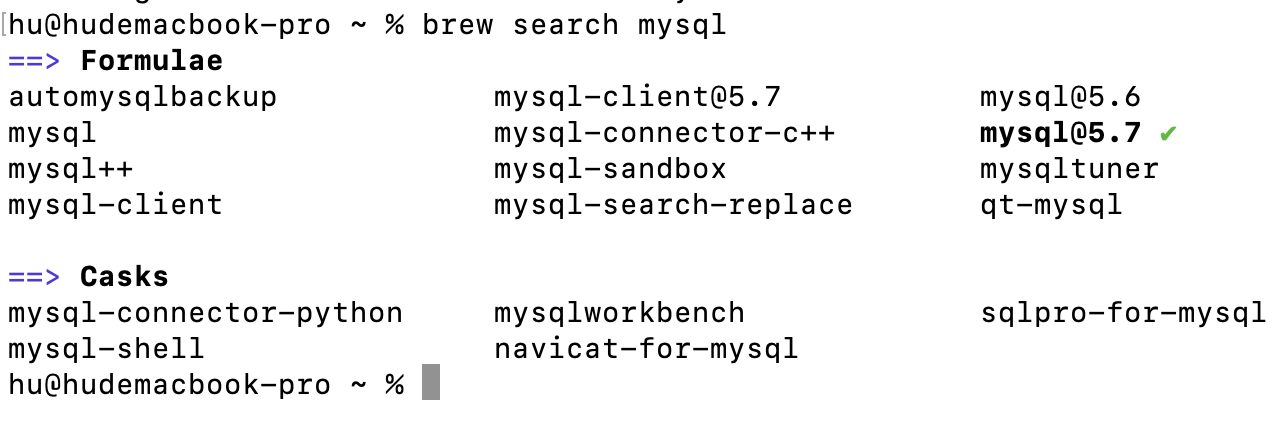 hu@hudemacbook-pro ~ % brew search mysql
==> Formulae
automysqlbackup mysql-client@5.7 mysql@5.6
mysql mysql-connector-c++ mysql@5.7 ✔
mysql++ mysql-sandbox mysqltuner
mysql-client mysql-search-replace qt-mysql
==> Casks
mysql-connector-python mysqlworkbench sqlpro-for-mysql
mysql-shell navicat-for-mysql
hu@hudemacbook-pro ~ %